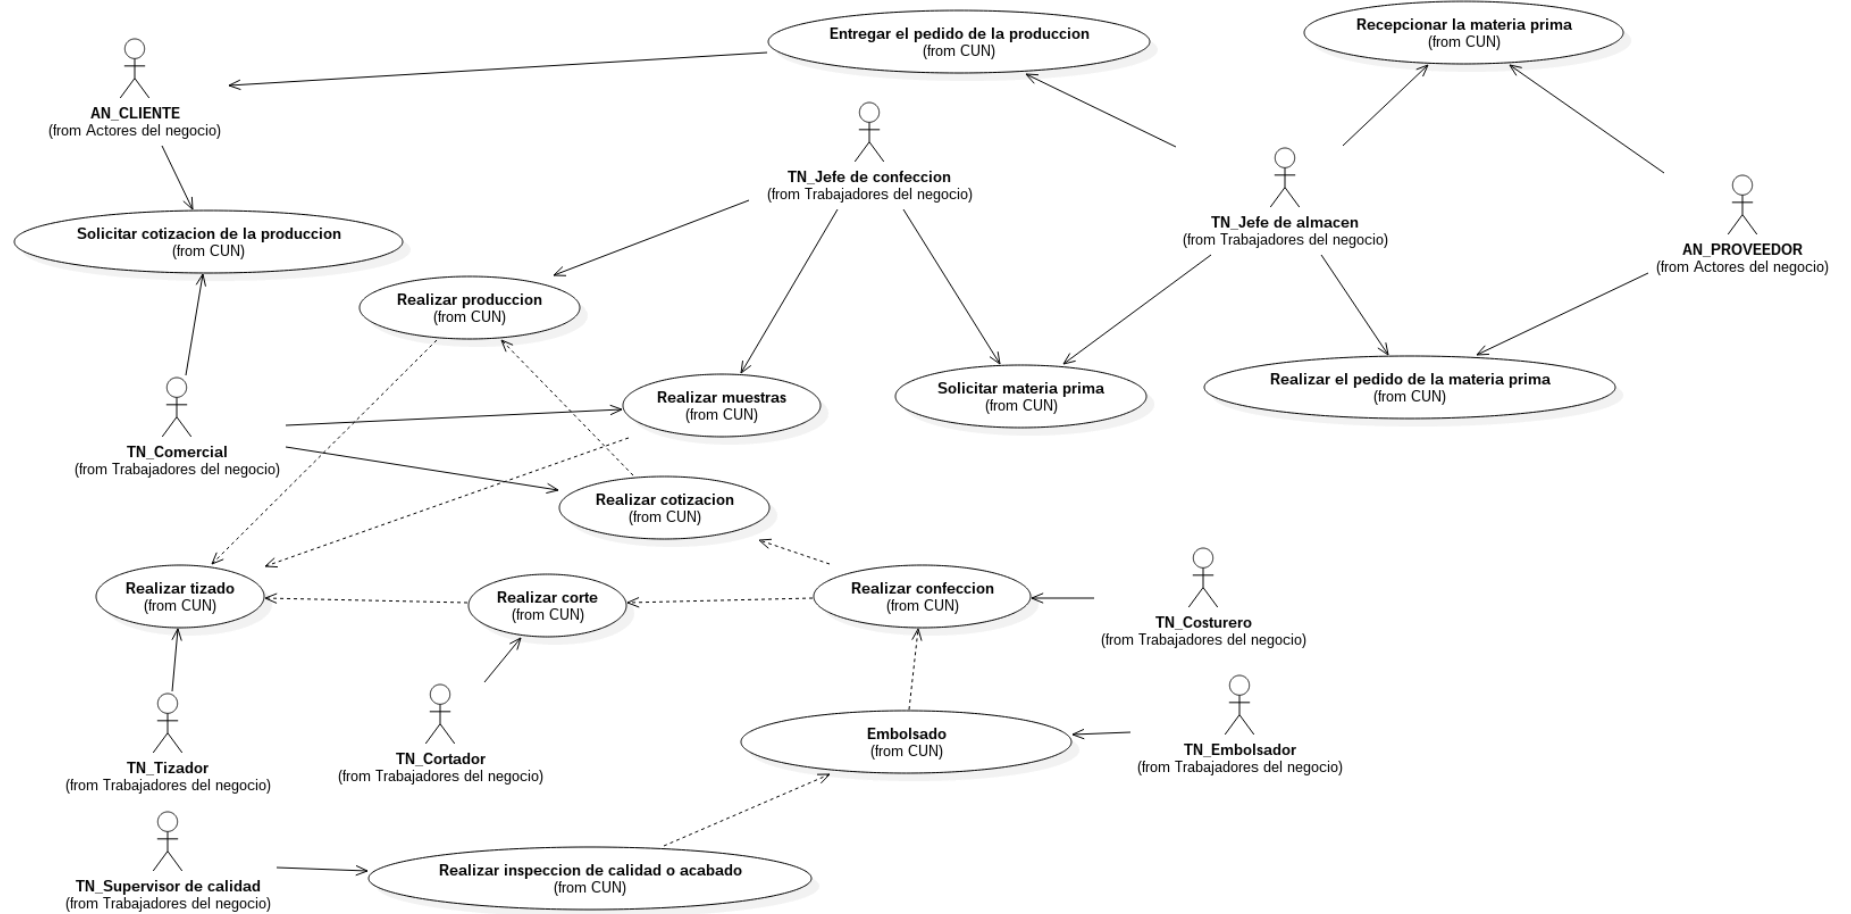 Entregar el pedido de la produccion
(from CUN)
Recepcionar la materia prima
(from CUN)
AN_CLIENTE
(from Actores del negocio)
TN_Jefe de confeccion
(from Trabajadores del negocio)
TN_Jefe de almacen
(from Trabajadores del negocio)
AN_PROVEEDOR
(from Actores del negocio)
Solicitar cotizacion de la produccion
(from CUN)
Realizar produccion
(from CUN)
Realizar muestras
(from CUN)
Solicitar materia prima
(from CUN)
Realizar el pedido de la materia prima
(from CUN)
TN_Comercial
(from Trabajadores del negocio)
Realizar cotizacion
(from CUN)
Realizar tizado
(from CUN)
Realizar corte
(from CUN)
Realizar confeccion
(from CUN)
TN_Costurero
(from Trabajadores del negocio)
Embolsado
(from CUN)
TN_Embolsador
(from Trabajadores del negocio)
TN_Tizador
(from Trabajadores del negocio)
TN_Cortador
(from Trabajadores del negocio)
TN_Supervisor de calidad
(from Trabajadores del negocio)
Realizar inspeccion de calidad o acabado
(from CUN)